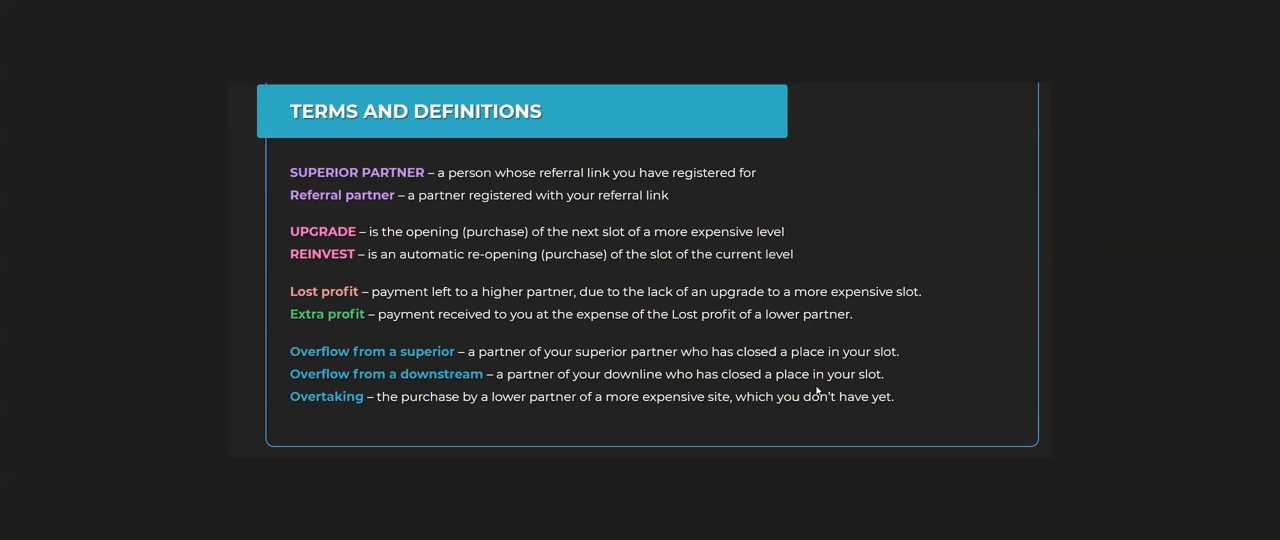 TERMS AND DEFINITIONS
SUPERIOR PARTNER – a person whose referral link you have registered for
Referral partner – a partner registered with your referral link
UPGRADE – is the opening (purchase) of the next slot of a more expensive level
REINVEST – is an automatic re-opening (purchase) of the slot of the current level
Lost profit – payment left to a higher partner, due to the lack of an upgrade to a more expensive slot.
Extra profit – payment received to you at the expense of the Lost profit of a lower partner.
Overflow from a superior – a partner of your superior partner who has closed a place in your slot.
Overflow from a downstream – a partner of your downline who has closed a place in your slot.
Overtaking – the purchase by a lower partner of a more expensive site, which you don't have yet.